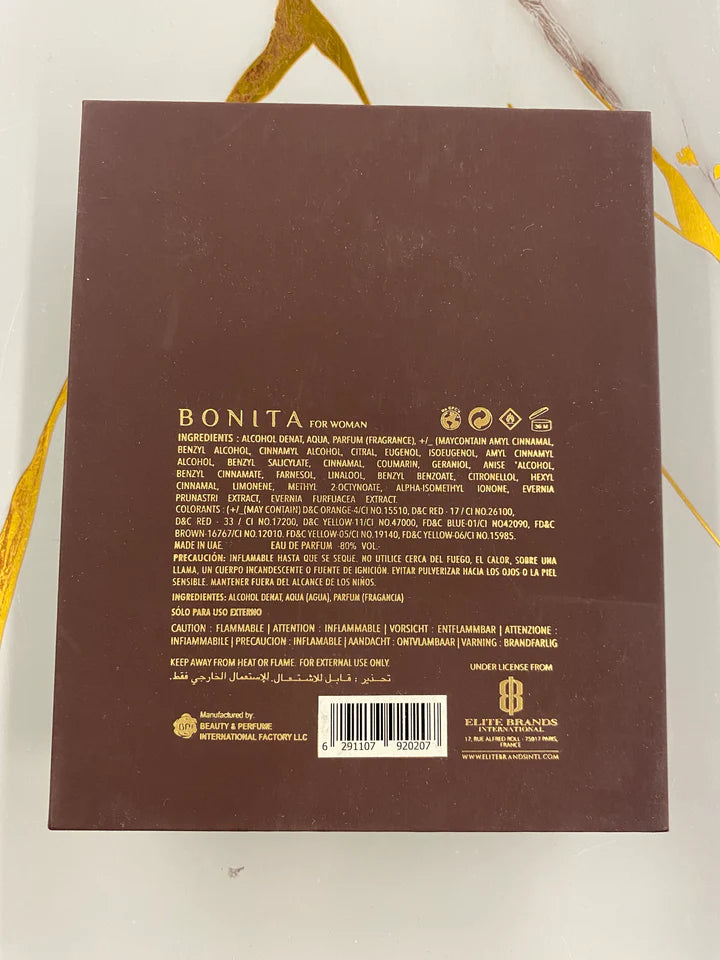 BONITA FOR WOMAN
36 M
INGREDIENTS : ALCOHOL DENAT, AQUA, PARFUM (FRAGRANCE), +/_ (MAYCONTAIN AMYL CINNAMAL,
BENZYL ALCOHOL, CINNAMYL ALCOHOL, CITRAL, EUGENOL, ISOEUGENOL, AMYL CINNAMYL
ALCOHOL, BENZYL SALICYLATE, CINNAMAL, COUMARIN, GERANIOL, ANISE 'ALCOHOL,
BENZYL CINNAMATE, FARNESOL, LINALOOL, BENZYL BENZOATE, CITRONELLOL, HEXYL
CINNAMAL, LIMONENE, METHYL 2-OCTYNOATE, ALPHA-ISOMETHYL IONONE, EVERNIA
PRUNASTRI EXTRACT, EVERNIA FURFUACEA EXTRACT.
COLORANTS : (+/_(MAY CONTAIN) D&C ORANGE-4/CI NO.15510, D&C RED - 17 / CI NO.26100,
D&C RED - 33 / CI NO.17200, D&C YELLOW-11/CI NO.47000, FD&C BLUE-01/CI NO42090, FD&C
BROWN-16767/CI NO.12010. FD&C YELLOW-05/CI NO.19140, FD&C YELLOW-06/CI NO.15985.
MADE IN UAE. EAU DE PARFUM -80% VOL-
PRECAUCIÓN: INFLAMABLE HASTA QUE SE SEQUE. NO UTILICE CERCA DEL FUEGO, EL CALOR, SOBRE UNA
LLAMA, UN CUERPO INCANDESCENTE O FUENTE DE IGNICIÓN. EVITAR PULVERIZAR HACIA LOS OJOS O LA PIEL
SENSIBLE. MANTENER FUERA DEL ALCANCE DE LOS NIÑOS.
INGREDIENTES: ALCOHOL DENAT, AQUA (AGUA), PARFUM (FRAGANCIA)
SÓLO PARA USO EXTERNO
CAUTION : FLAMMABLE | ATTENTION : INFLAMMABLE | VORSICHT : ENTFLAMMBAR | ATTENZIONE :
INFIAMMABILE | PRECAUCION : INFLAMABLE | AANDACHT : ONTVLAMBAAR | VARNING : BRANDFARLIG
KEEP AWAY FROM HEAT OR FLAME. FOR EXTERNAL USE ONLY.
تحذير : قابل للاشتعال. للإستعمال الخارجي فقط.
Manufactured by:
BEAUTY & PERFUME
INTERNATIONAL FACTORY LLC
6 291107 920207
UNDER LICENSE FROM
ELITE BRANDS
INTERNATIONAL
17, RUE ALFRED ROLL - 75017 PARIS,
FRANCE
WWW.ELITEBRANDSINTL.COM